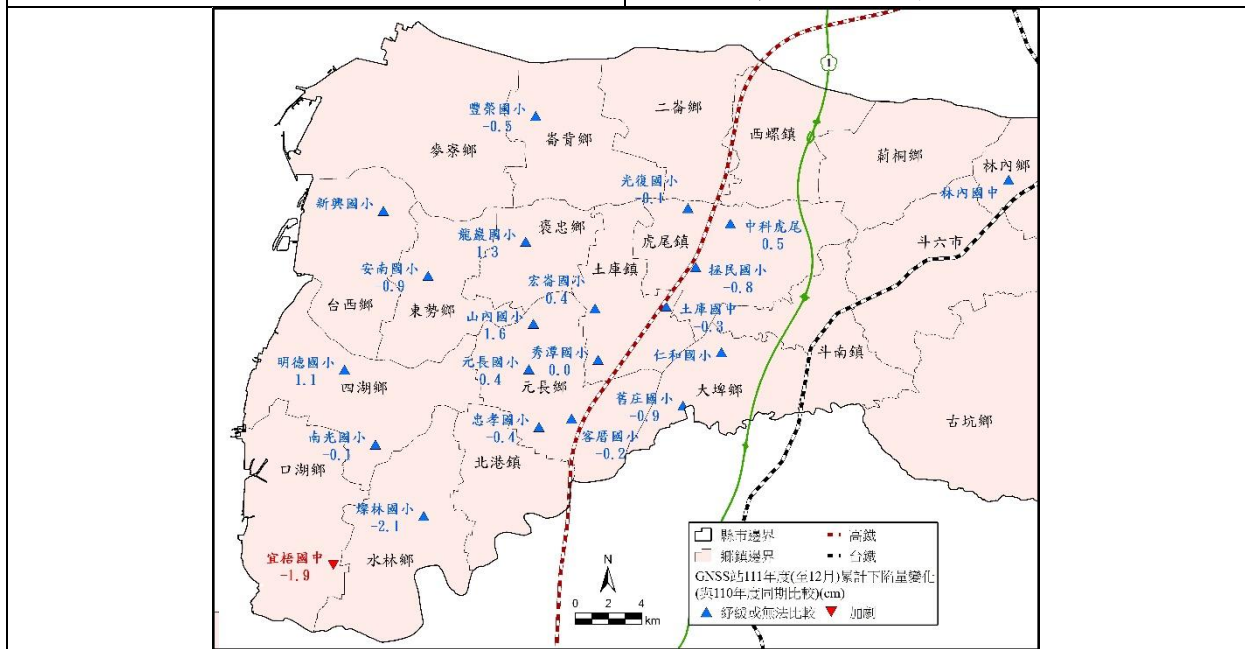 1
二崙鄉
豐榮國小
-0.5
崙背鄉
西螺鎮
麥寮鄉
莿桐鄉
林內鄉
林內國中
光復國小
-0.1
新興國小
褒忠鄉
龍巖國小
1.3
虎尾鎮
中科虎尾
0.5
斗六市
土庫鎮
拯民國小
-0.8
安南國小
0.9
宏崙國小
0.4
台西鄉
東勢鄉
山內國小
1.6
土庫國中
-0.3
秀潭國小
0.0
仁和國小
斗南鎮
明德國小
1.1
四湖鄉
元長國小
0.4
元長鄉
大埤鄉
舊庄國小
-0.9
古坑鄉
忠孝國小
-0.4
客厝國小
-0.2
南光國小
-0.1
口湖鄉
北港鎮
燦林國小
-2.1
宜梧國中
-1.9
水林鄉
N
0 2 4
km
縣市邊界 高鐵
鄉鎮邊界 台鐵
GNSS站111年度(至12月)累計下陷量變化
(與110年度同期比較)(cm)
紓緩或無法比較 加劇